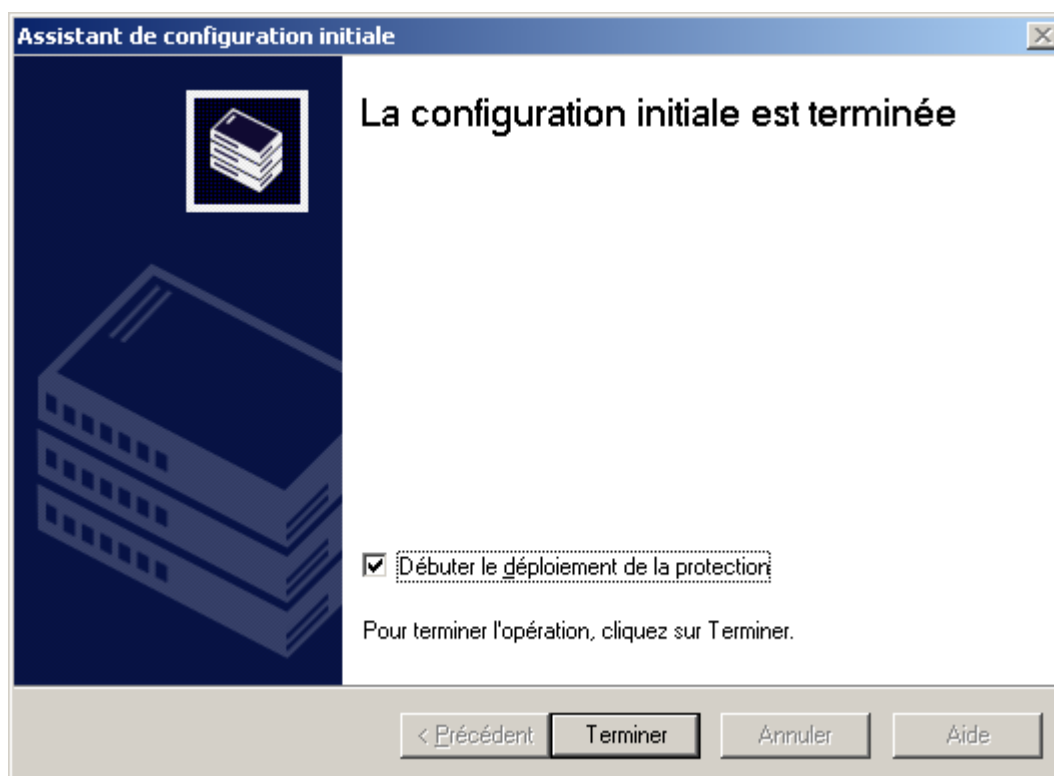 Assistant de configuration initiale
La configuration initiale est terminée
Débuter le déploiement de la protection
Pour terminer l'opération, cliquez sur Terminer.
< Précédent Terminer Annuler Aide